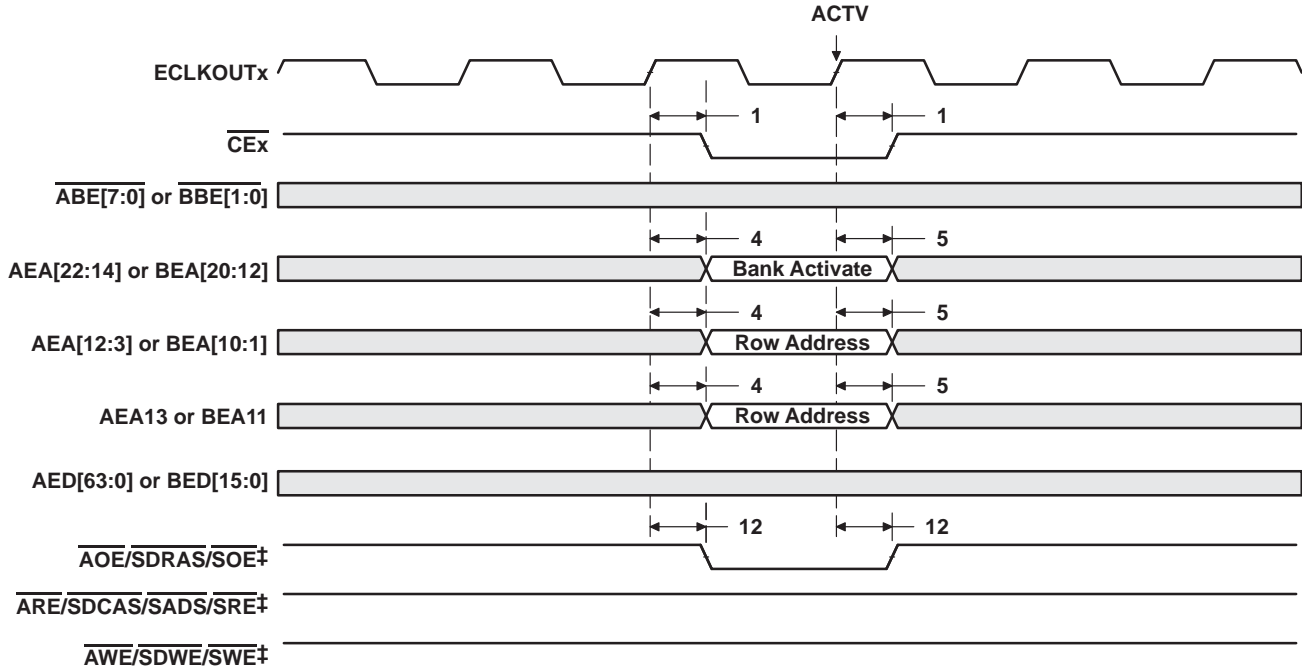 ACTV
ECLKOUTx
1 1
CEx
ABE[7:0] or BBE[1:0]
4 5
AEA[22:14] or BEA[20:12] Bank Activate
4 5
AEA[12:3] or BEA[10:1] Row Address
4 5
AEA13 or BEA11 Row Address
AED[63:0] or BED[15:0]
12 12
AOE/SDRAS/SOE‡
ARE/SDCAS/SADS/SRE‡
AWE/SDWE/SWE‡